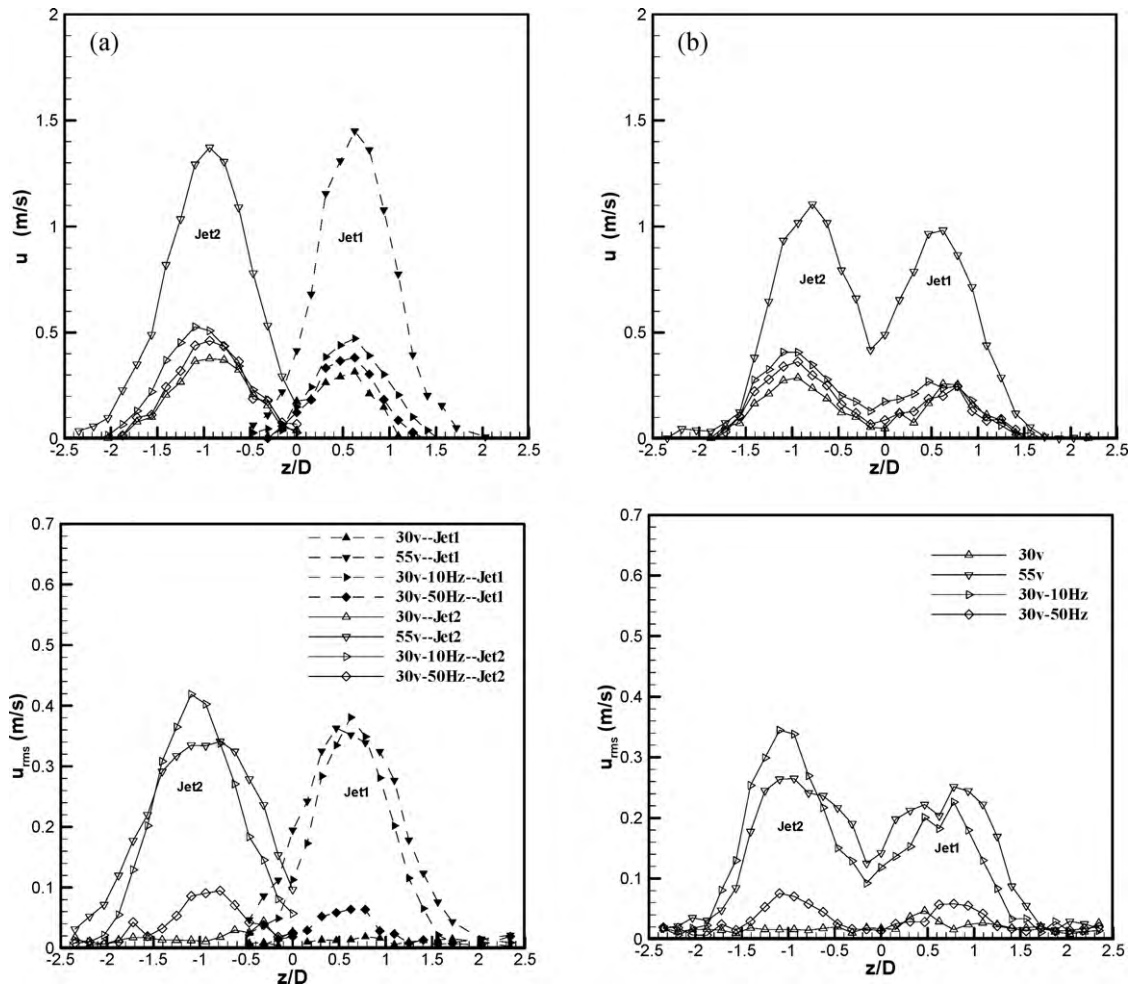 (a)
2
1.5
1
0.5
0
u (m/s)
Jet2
Jet1
-2.5 -2 -1.5 -1 -0.5 0 0.5 1 1.5 2 2.5
z/D
(b)
2
1.5
1
0.5
0
u (m/s)
Jet2
Jet1
-2.5 -2 -1.5 -1 -0.5 0 0.5 1 1.5 2 2.5
z/D
0.7
0.6
0.5
0.4
0.3
0.2
0.1
0
urms (m/s)
30v--Jet1
55v--Jet1
30v-10Hz--Jet1
30v-50Hz--Jet1
30v--Jet2
55v--Jet2
30v-10Hz--Jet2
30v-50Hz--Jet2
Jet2
Jet1
-2.5 -2 -1.5 -1 -0.5 0 0.5 1 1.5 2 2.5
z/D
0.7
0.6
0.5
0.4
0.3
0.2
0.1
0
urms (m/s)
30v
55v
30v-10Hz
30v-50Hz
Jet2
Jet1
-2.5 -2 -1.5 -1 -0.5 0 0.5 1 1.5 2 2.5
z/D